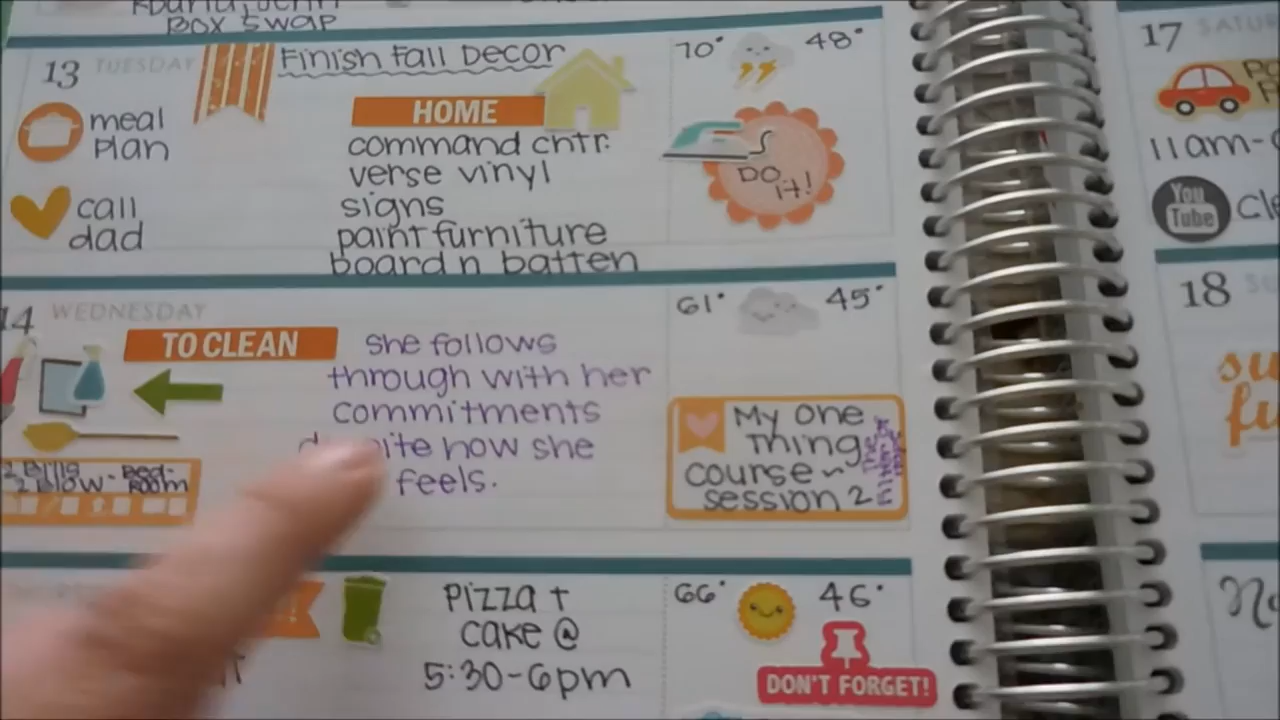 BOX SWAP
13 TUESDAY
Finish Fall Decor
70° 48°
meal
plan
HOME
command cntr.
verse vinyl
signs
paint furniture
board n batten
call
dad
DO
it!
14 WEDNESDAY
TO CLEAN
she follows
through with her
commitments
how she
feels.
61° 45°
My one
Thing
course~
session 2
Bed-
Room
Pizza +
cake @
5:30-6pm
66° 46°
DON'T FORGET!
17
11am-
You
Tube
18